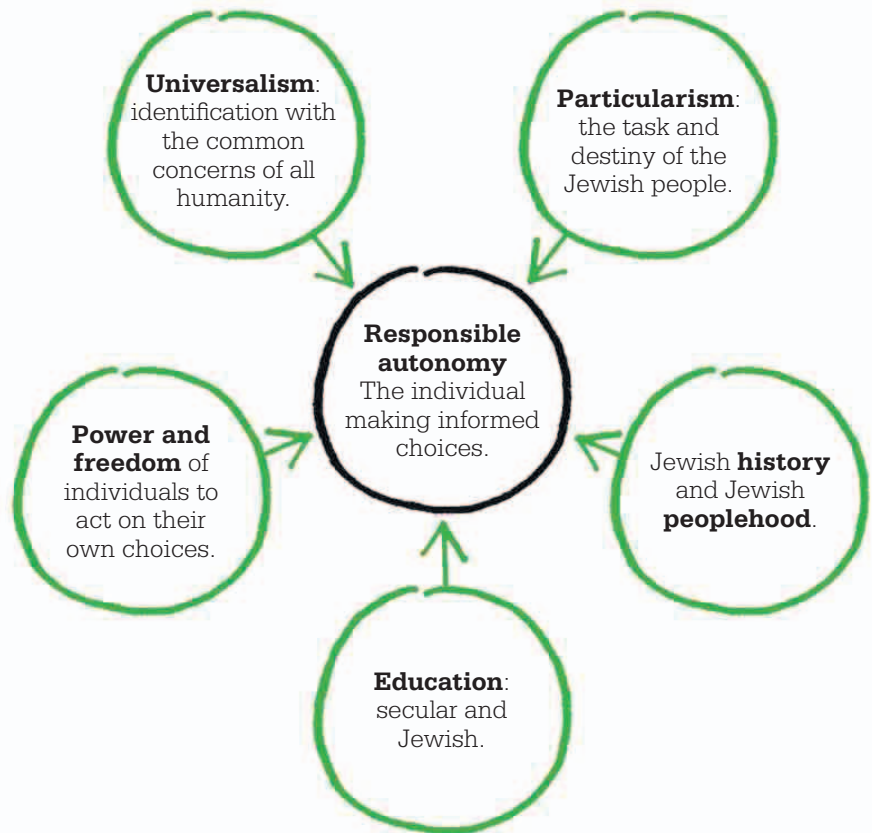 Universalism:
identification with
the common
concerns of all
humanity.
Particularism:
the task and
destiny of the
Jewish people.
Responsible
autonomy
The individual
making informed
choices.
Power and
freedom of
individuals to
act on their
own choices.
Jewish history
and Jewish
peoplehood.
Education:
secular and
Jewish.